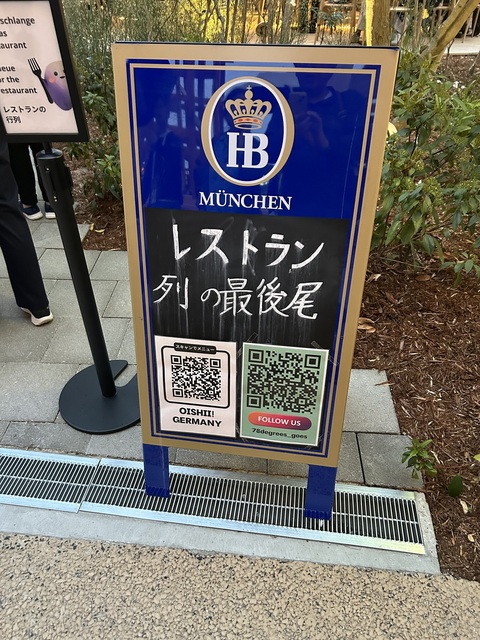 schlange
as
aurant
ueue
or the
estaurant
レストランの
行列
HB
MÜNCHEN
レストラン
列の最後尾
スキャンでメニュー
OISHII!
GERMANY
FOLLOW US
78degrees_goes